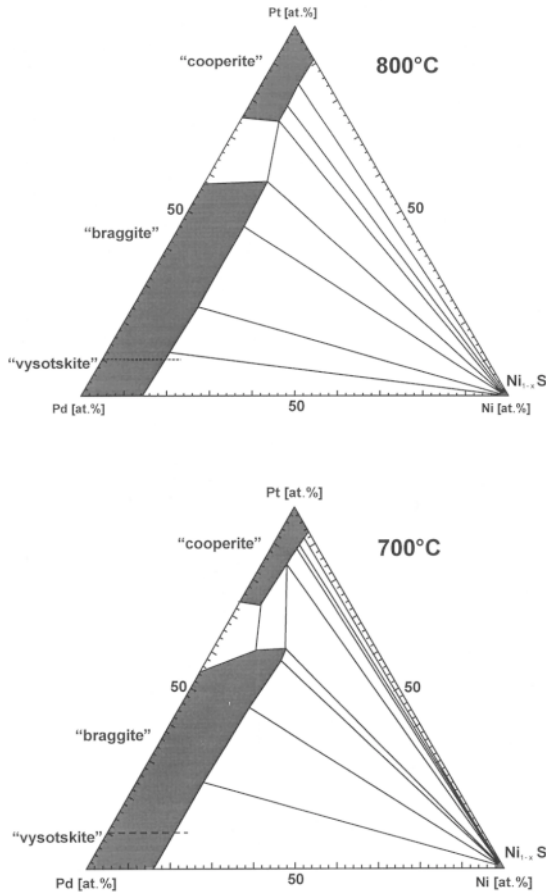 Pt [at.%]
"cooperite"
800°C
50
50
"braggite"
"vysotskite"
Ni₁₋ₓ S
Pd [at.%]
50
Ni [at.%]
Pt [at.%]
"cooperite"
700°C
50
50
"braggite"
"vysotskite"
Ni₁₋ₓ S
Pd [at.%]
50
Ni [at.%]